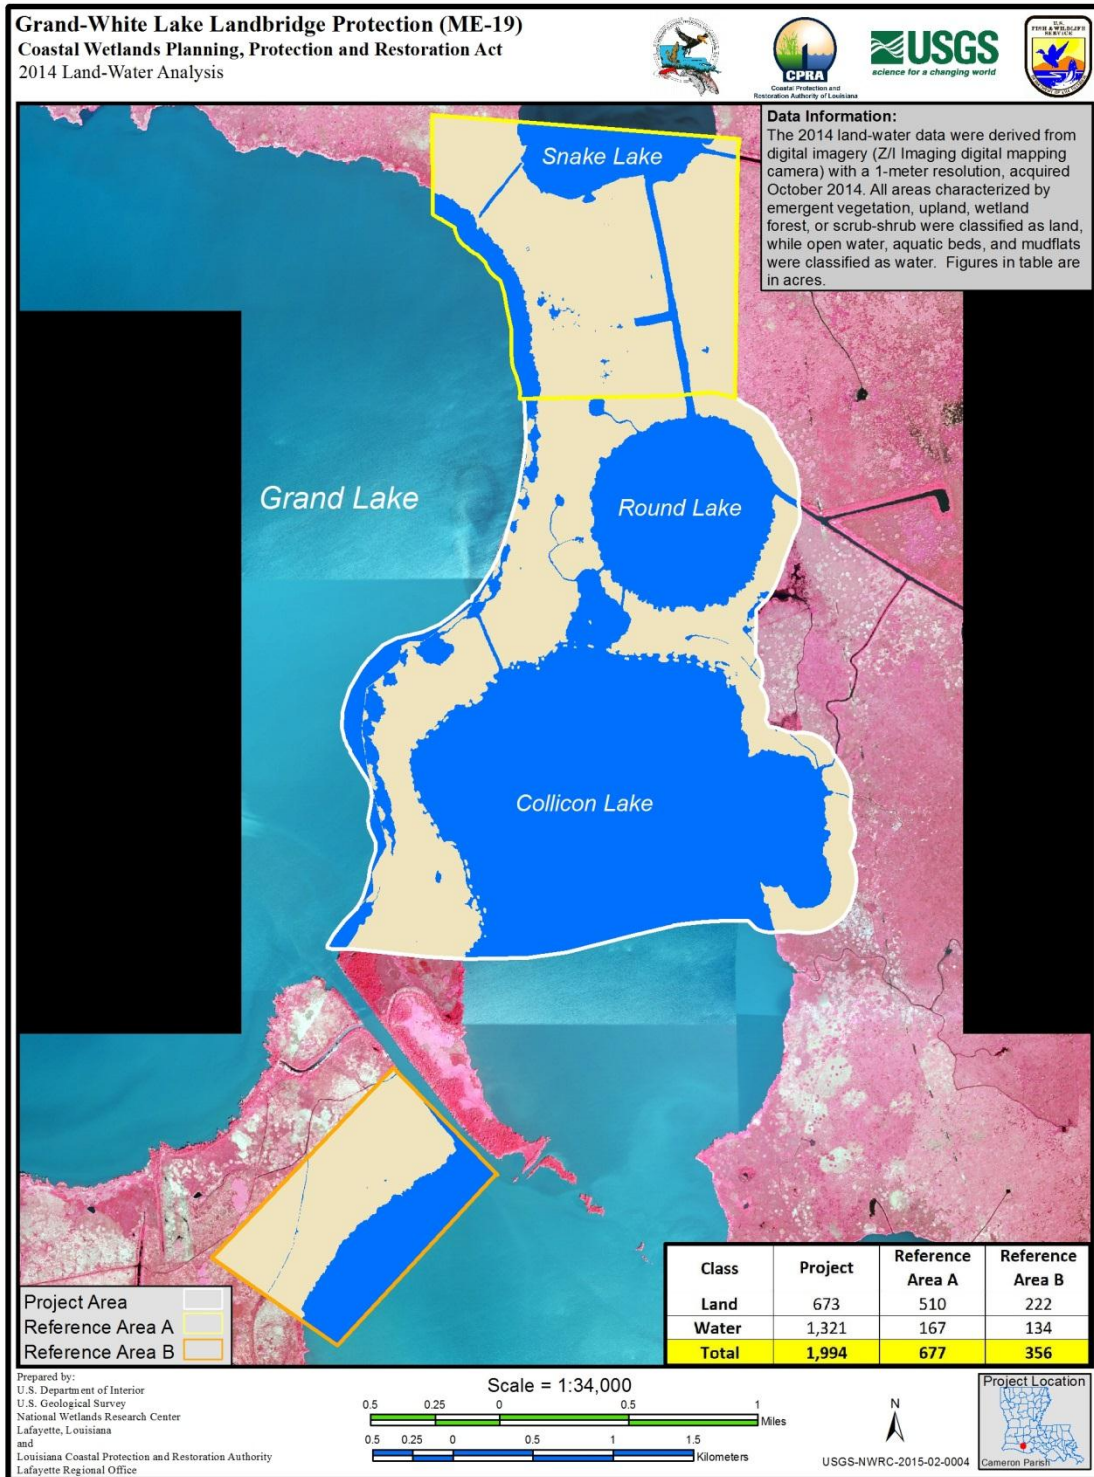 Grand-White Lake Landbridge Protection (ME-19)
Coastal Wetlands Planning, Protection and Restoration Act
2014 Land-Water Analysis
CPRA
Coastal Protection and
Restoration Authority of Louisiana
USGS
science for a changing world
U.S.
FISH & WILDLIFE
SERVICE
Data Information:
The 2014 land-water data were derived from
digital imagery (Z/I Imaging digital mapping
camera) with a 1-meter resolution, acquired
October 2014. All areas characterized by
emergent vegetation, upland, wetland
forest, or scrub-shrub were classified as land,
while open water, aquatic beds, and mudflats
were classified as water. Figures in table are
in acres.
Snake Lake
Grand Lake
Round Lake
Collicon Lake
Project Area
Reference Area A
Reference Area B
Class Project Reference Area A Reference Area B
Land 673 510 222
Water 1,321 167 134
Total 1,994 677 356
Prepared by:
U.S. Department of Interior
U.S. Geological Survey
National Wetlands Research Center
Lafayette, Louisiana
and
Louisiana Coastal Protection and Restoration Authority
Lafayette Regional Office
Scale = 1:34,000
0.5 0.25 0 0.5 1
Miles
0.5 0.25 0 0.5 1 1.5
Kilometers
N
USGS-NWRC-2015-02-0004
Project Location
Cameron Parish